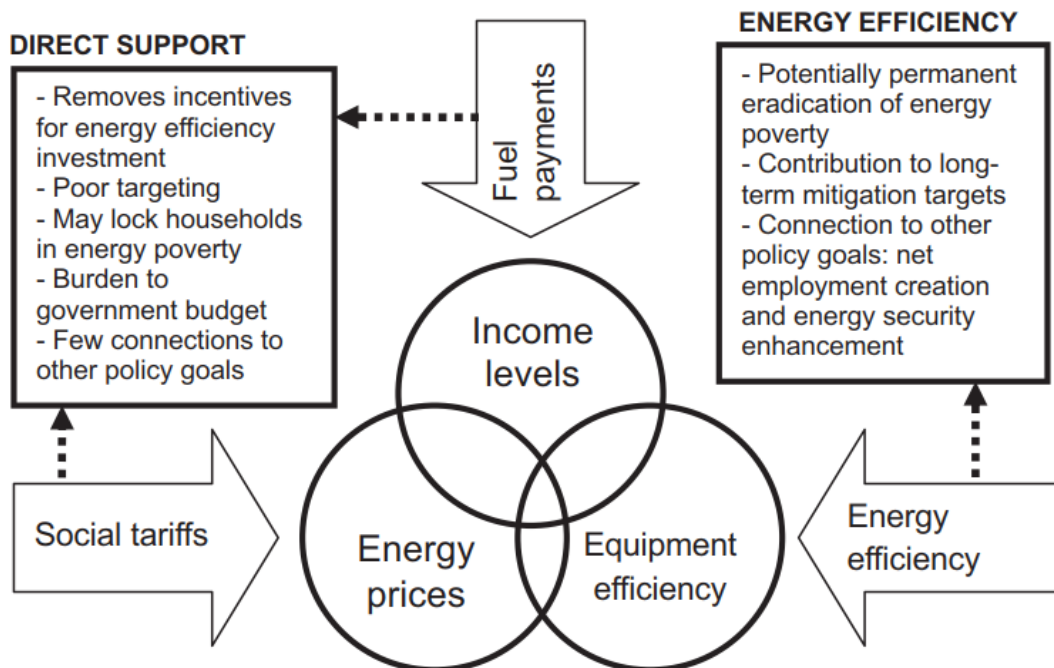 DIRECT SUPPORT
- Removes incentives
for energy efficiency
investment
- Poor targeting
- May lock households
in energy poverty
- Burden to
government budget
- Few connections to
other policy goals
Fuel
payments
ENERGY EFFICIENCY
- Potentially permanent
eradication of energy
poverty
- Contribution to long-
term mitigation targets
- Connection to other
policy goals: net
employment creation
and energy security
enhancement
Income
levels
Social tariffs
Energy
prices
Equipment
efficiency
Energy
efficiency